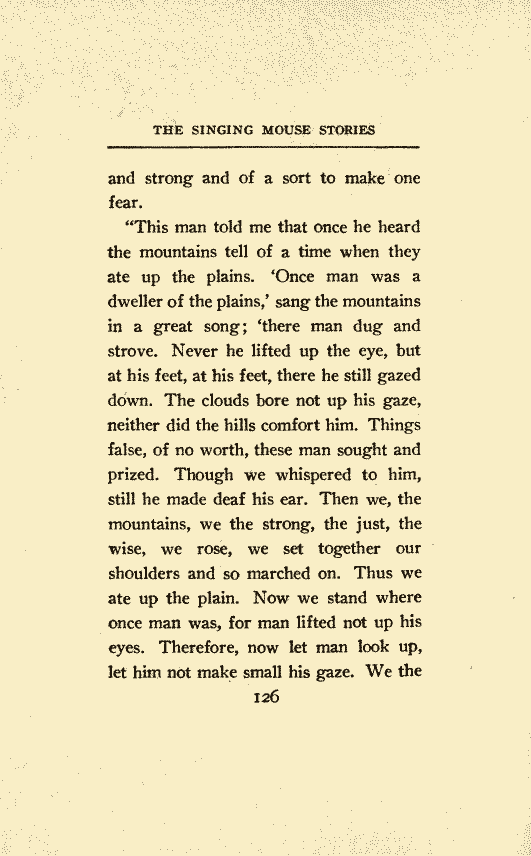 THE SINGING MOUSE STORIES
and strong and of a sort to make one
fear.
“This man told me that once he heard
the mountains tell of a time when they
ate up the plains. ‘Once man was a
dweller of the plains,’ sang the mountains
in a great song; ‘there man dug and
strove. Never he lifted up the eye, but
at his feet, at his feet, there he still gazed
down. The clouds bore not up his gaze,
neither did the hills comfort him. Things
false, of no worth, these man sought and
prized. Though we whispered to him,
still he made deaf his ear. Then we, the
mountains, we the strong, the just, the
wise, we rose, we set together our
shoulders and so marched on. Thus we
ate up the plain. Now we stand where
once man was, for man lifted not up his
eyes. Therefore, now let man look up,
let him not make small his gaze. We the
126